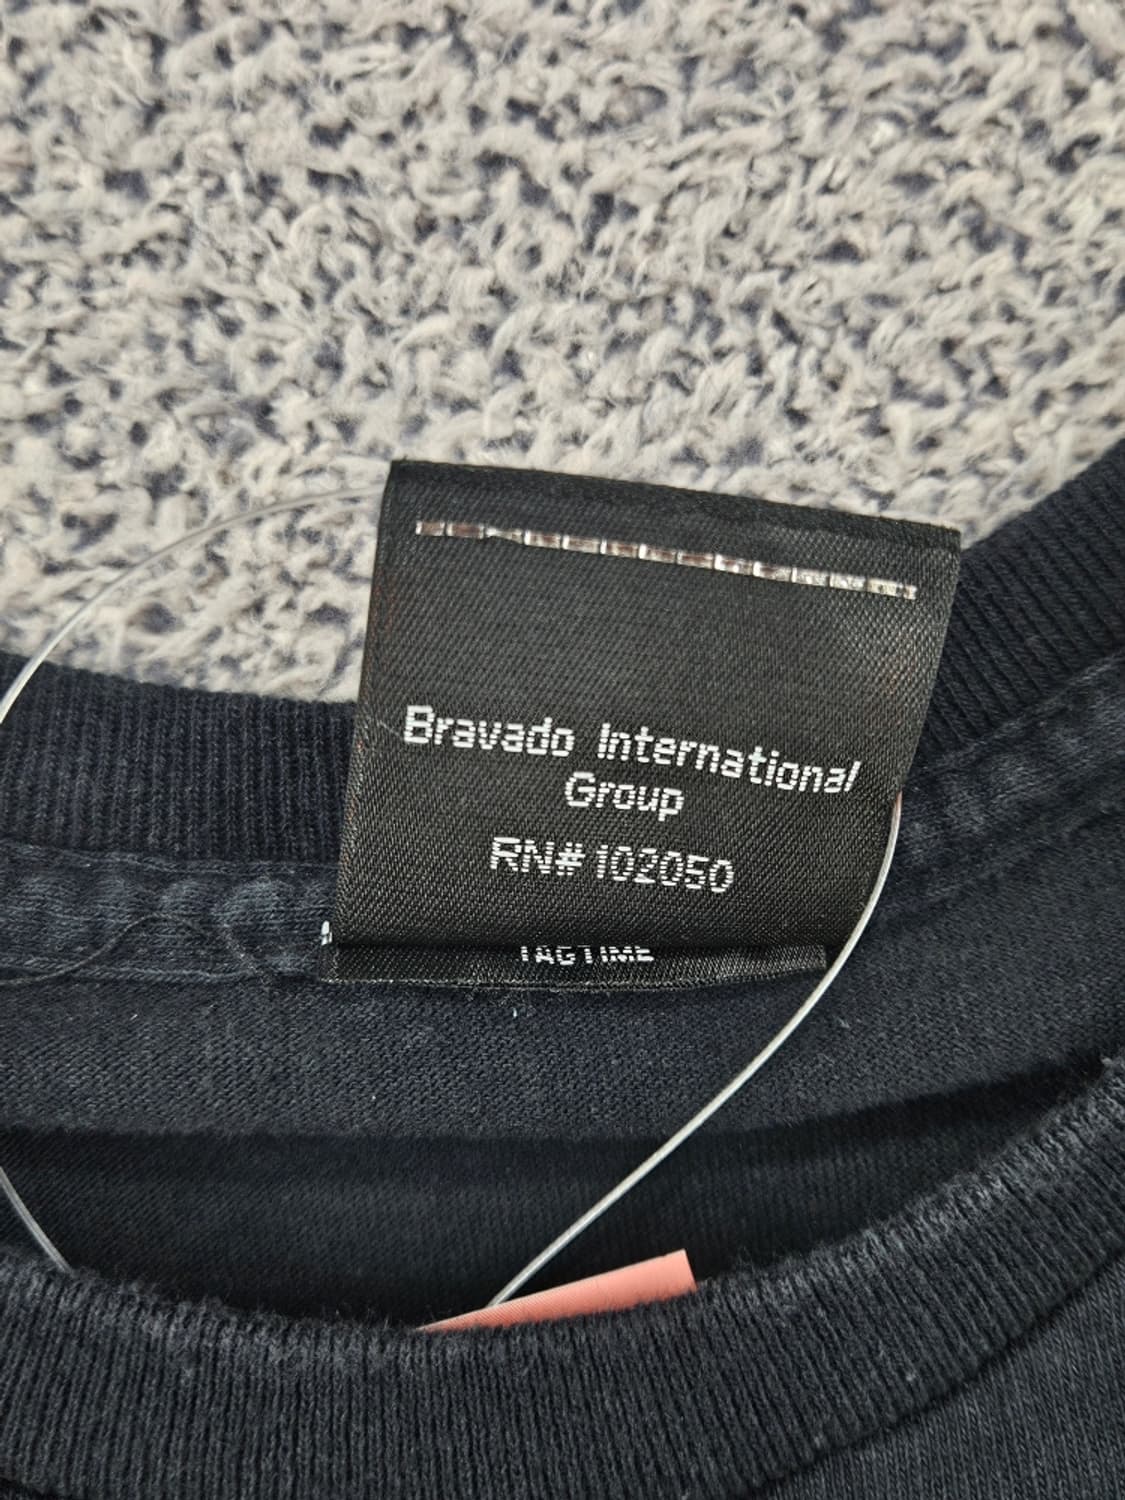 Bravado International
Group
RN# 102050
TAGTIME